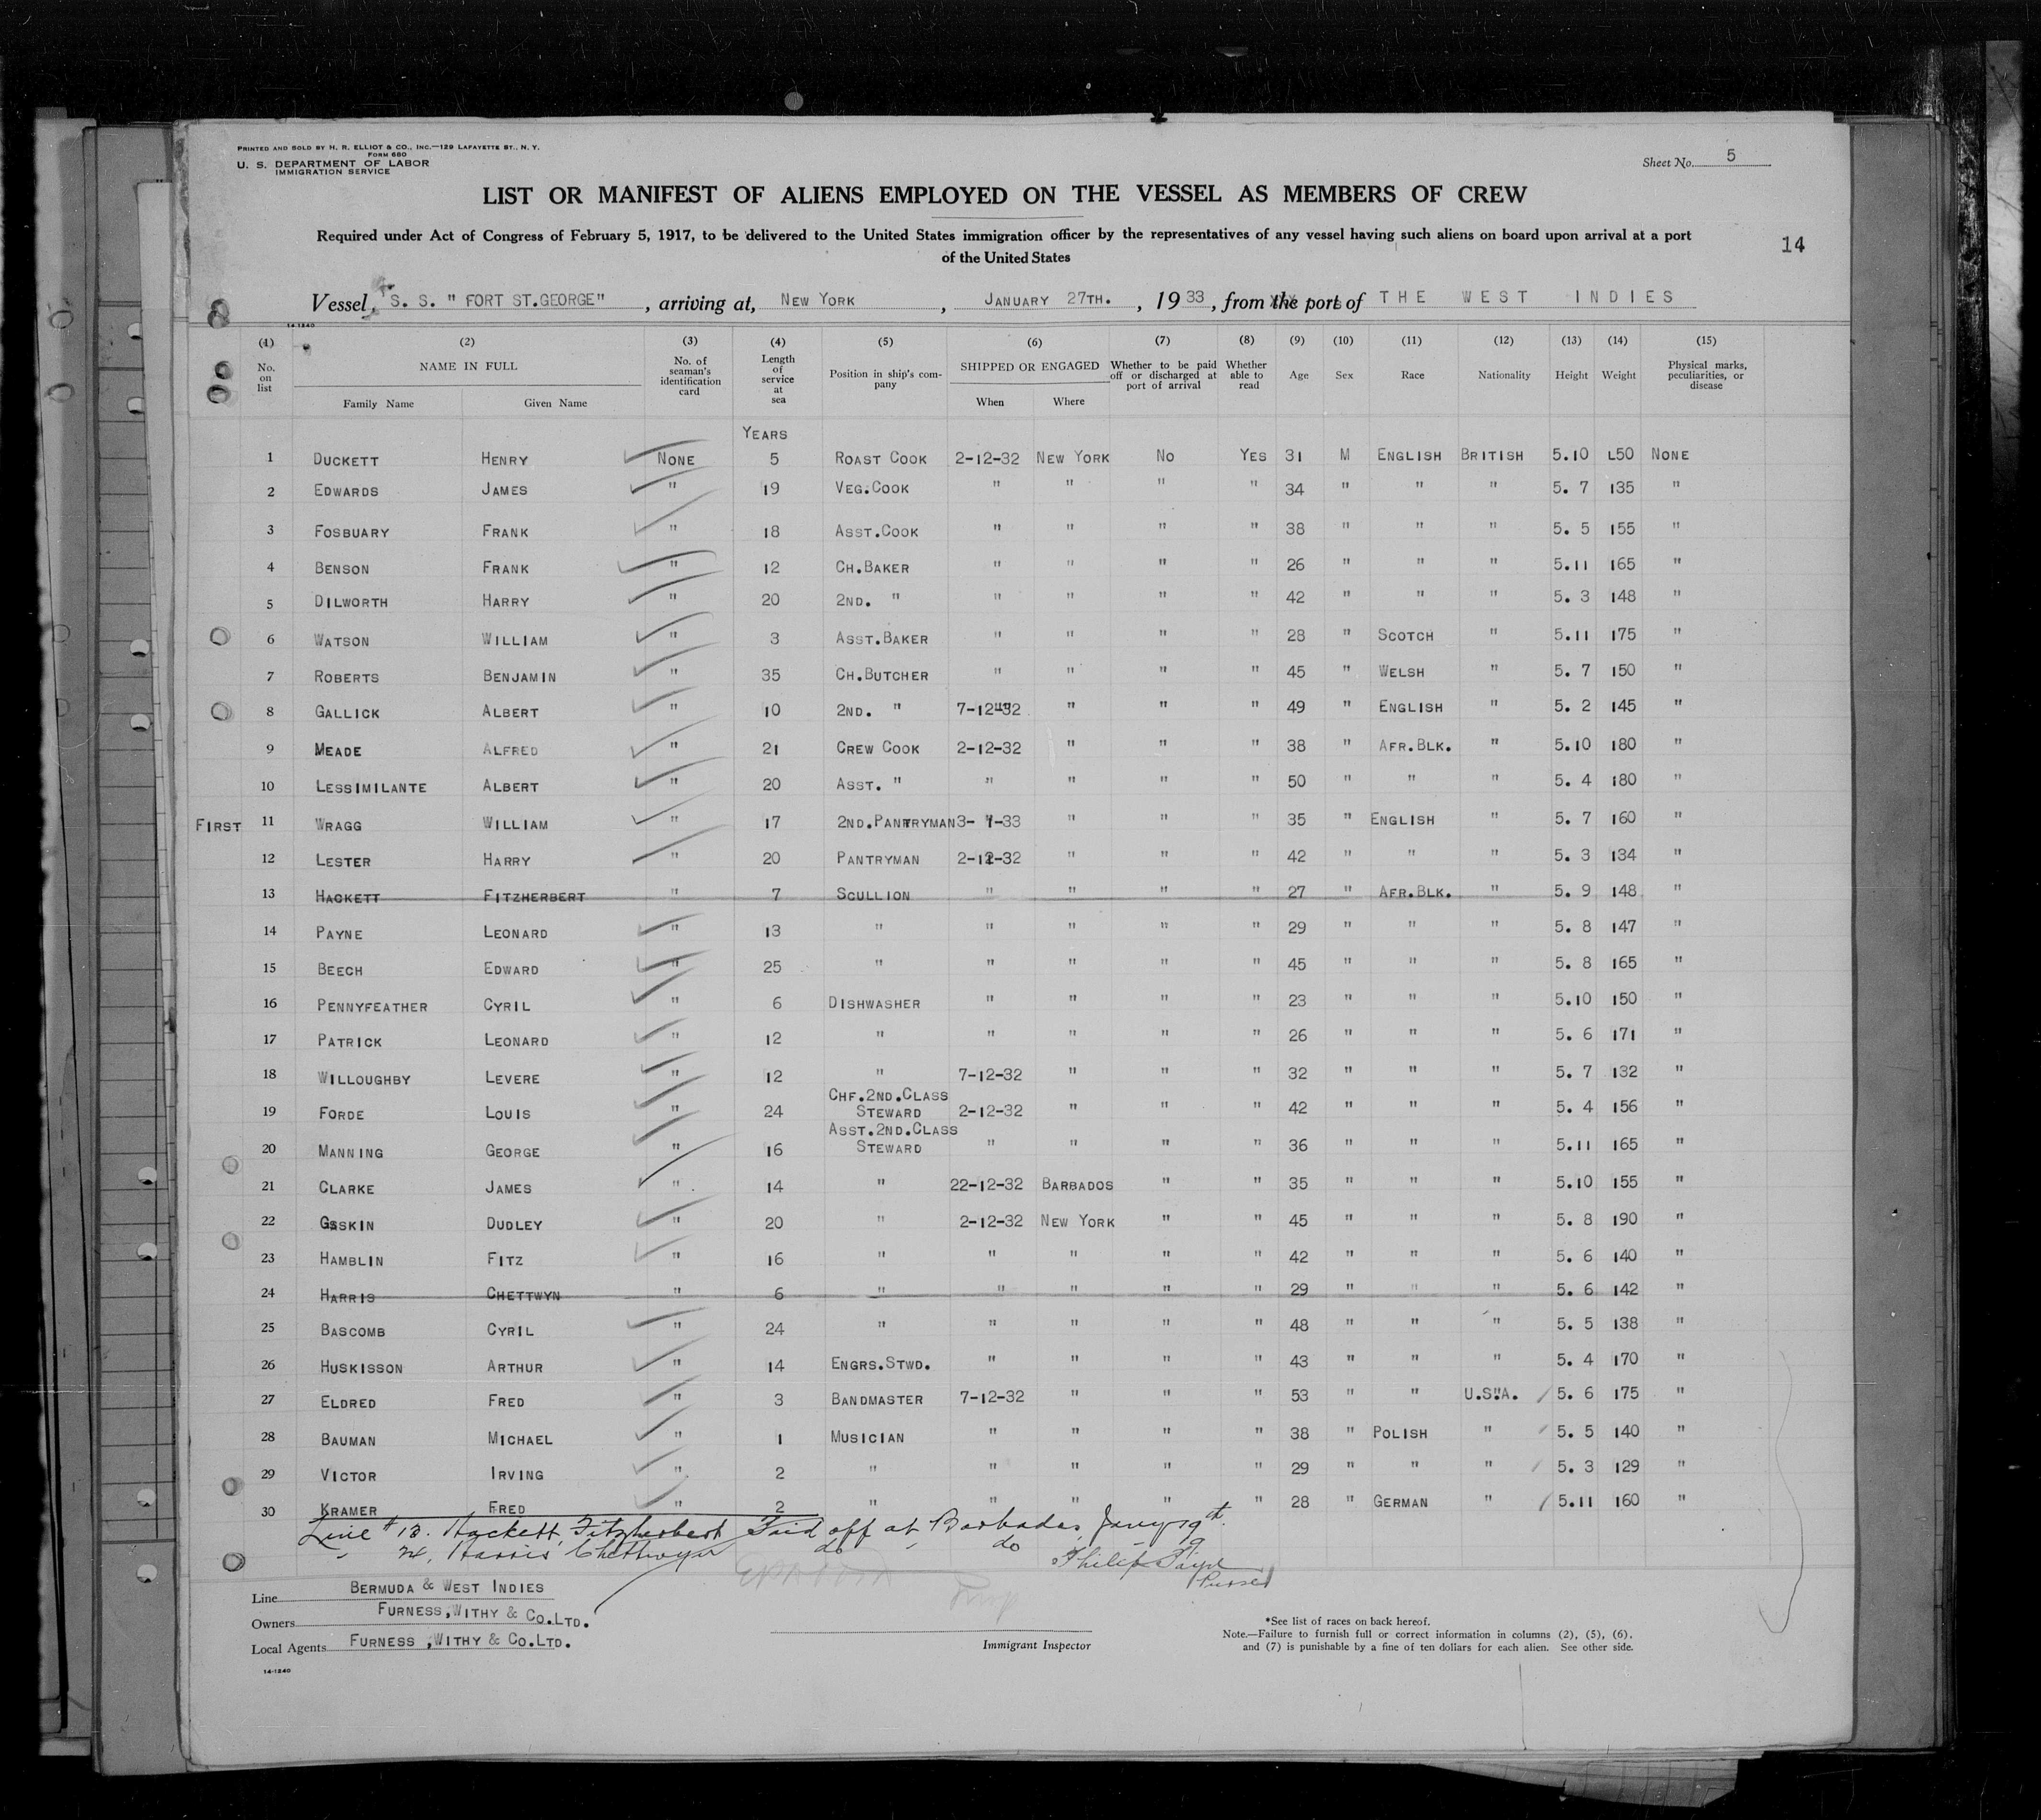 PRINTED AND SOLD BY H. R. ELLIOT & CO., INC.—129 LAFAYETTE ST., N. Y.
FORM 680
U. S. DEPARTMENT OF LABOR
IMMIGRATION SERVICE
Sheet No. 5
LIST OR MANIFEST OF ALIENS EMPLOYED ON THE VESSEL AS MEMBERS OF CREW
Required under Act of Congress of February 5, 1917, to be delivered to the United States immigration officer by the representatives of any vessel having such aliens on board upon arrival at a port
of the United States
14
Vessel, S. S. " FORT ST.GEORGE" , arriving at, NEW YORK , JANUARY 27TH. , 19 33 , from the port s of THE WEST INDIES
14-1240
(1) (2) (3) (4) (5) (6) (7) (8) (9) (10) (11) (12) (13) (14) (15)
No. on list NAME IN FULL Family Name Given Name No. of seaman's identification card Length of service at sea Position in ship's company SHIPPED OR ENGAGED When Where Whether to be paid off or discharged at port of arrival Whether able to read Age Sex Race Nationality Height Weight Physical marks, peculiarities, or disease
YEARS
1 DUCKETT HENRY NONE 5 ROAST COOK 2-12-32 NEW YORK NO YES 31 M ENGLISH BRITISH 5.10 L50 NONE
2 EDWARDS JAMES " 19 VEG.COOK " " " " 34 " " " 5. 7 135 "
3 FOSBUARY FRANK " 18 ASST.COOK " " " " 38 " " " 5. 5 155 "
4 BENSON FRANK " 12 CH.BAKER " " " " 26 " " " 5.11 165 "
5 DILWORTH HARRY " 20 2ND. " " " " " 42 " " " 5. 3 148 "
6 WATSON WILLIAM " 3 ASST.BAKER " " " " 28 " SCOTCH " 5.11 175 "
7 ROBERTS BENJAMIN " 35 CH.BUTCHER " " " " 45 " WELSH " 5. 7 150 "
8 GALLICK ALBERT " 10 2ND. " 7-12-32 " " " 49 " ENGLISH " 5. 2 145 "
9 MEADE ALFRED " 21 CREW COOK 2-12-32 " " " 38 " AFR.BLK. " 5.10 180 "
10 LESSIMILANTE ALBERT " 20 ASST. " " " " " 50 " " " 5. 4 180 "
FIRST 11 WRAGG WILLIAM " 17 2ND.PANTRYMAN 3- -33 " " " 35 " ENGLISH " 5. 7 160 "
12 LESTER HARRY " 20 PANTRYMAN 2-12-32 " " " 42 " " " 5. 3 134 "
13 HACKETT FITZHERBERT " 7 SCULLION " " " " 27 " AFR.BLK. " 5. 9 148 "
14 PAYNE LEONARD " 13 " " " " " 29 " " " 5. 8 147 "
15 BEECH EDWARD " 25 " " " " " 45 " " " 5. 8 165 "
16 PENNYFEATHER CYRIL " 6 DISHWASHER " " " " 23 " " " 5.10 150 "
17 PATRICK LEONARD " 12 " " " " " 26 " " " 5. 6 171 "
18 WILLOUGHBY LEVERE " 12 " 7-12-32 " " " 32 " " " 5. 7 132 "
19 FORDE LOUIS " 24 CHF.2ND.CLASS STEWARD 2-12-32 " " " 42 " " " 5. 4 156 "
20 MANNING GEORGE " 16 ASST.2ND.CLASS STEWARD " " " " 36 " " " 5.11 165 "
21 CLARKE JAMES " 14 " 22-12-32 BARBADOS " " 35 " " " 5.10 155 "
22 GSSKIN DUDLEY " 20 " 2-12-32 NEW YORK " " 45 " " " 5. 8 190 "
23 HAMBLIN FITZ " 16 " " " " " 42 " " " 5. 6 140 "
24 HARRIS CHETTWYN " 6 " " " " " 29 " " " 5. 6 142 "
25 BASCOMB CYRIL " 24 " " " " " 48 " " " 5. 5 138 "
26 HUSKISSON ARTHUR " 14 ENGRS.STWD. " " " " 43 " " " 5. 4 170 "
27 ELDRED FRED " 3 BANDMASTER 7-12-32 " " " 53 " " U.S.A. 5. 6 175 "
28 BAUMAN MICHAEL " 1 MUSICIAN " " " " 38 " POLISH " 5. 5 140 "
29 VICTOR IRVING " 2 " " " " " 29 " " " 5. 3 129 "
30 KRAMER FRED " 2 " " " " " 28 " GERMAN " 5.11 160 "
Line # 13. Hackett, Fitzherbert Paid off at Barbados, Jany 19th.
" 24, Harris Chettwyn do do
Philip
Purser
Line BERMUDA & WEST INDIES
Owners FURNESS, WITHY & CO.LTD.
Local Agents FURNESS ,WITHY & CO.LTD.
14-1240
Immigrant Inspector
*See list of races on back hereof.
Note.—Failure to furnish full or correct information in columns (2), (5), (6),
and (7) is punishable by a fine of ten dollars for each alien. See other side.